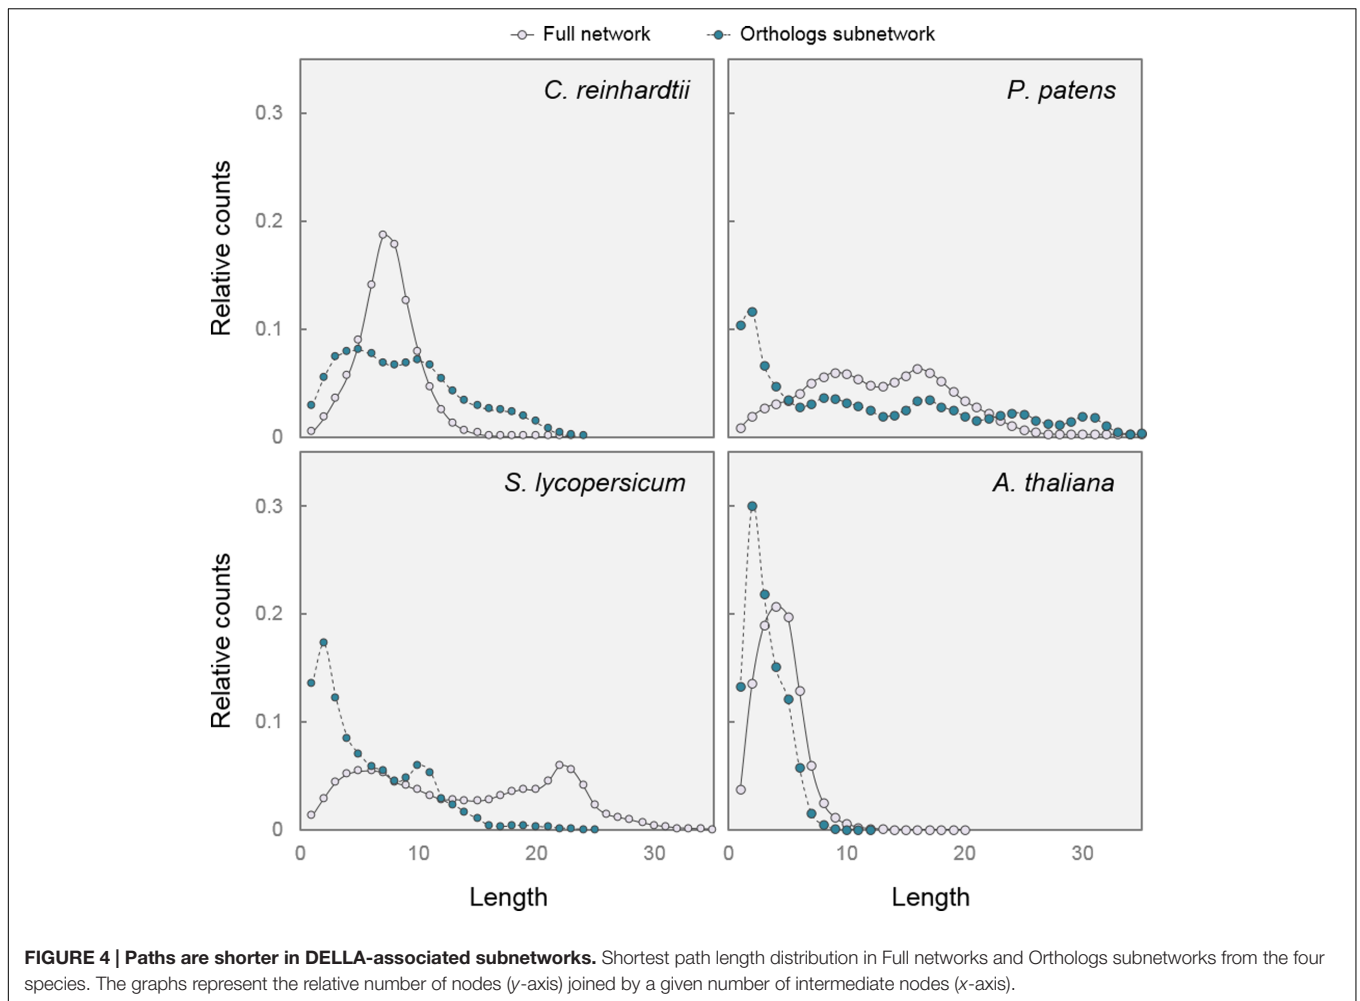 Full network Orthologs subnetwork
C. reinhardtii P. patens
0.3
0.2
0.1
0
Relative counts
S. lycopersicum A. thaliana
0.3
0.2
0.1
0
Relative counts
0 10 20 30 0 10 20 30
Length Length
FIGURE 4 | Paths are shorter in DELLA-associated subnetworks. Shortest path length distribution in Full networks and Orthologs subnetworks from the four
species. The graphs represent the relative number of nodes (y-axis) joined by a given number of intermediate nodes (x-axis).